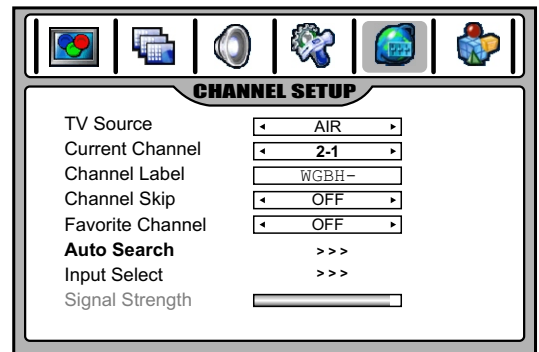 CHANNEL SETUP
TV Source ◂ AIR ▸
Current Channel ◂ 2-1 ▸
Channel Label WGBH-
Channel Skip ◂ OFF ▸
Favorite Channel ◂ OFF ▸
Auto Search >>>
Input Select >>>
Signal Strength